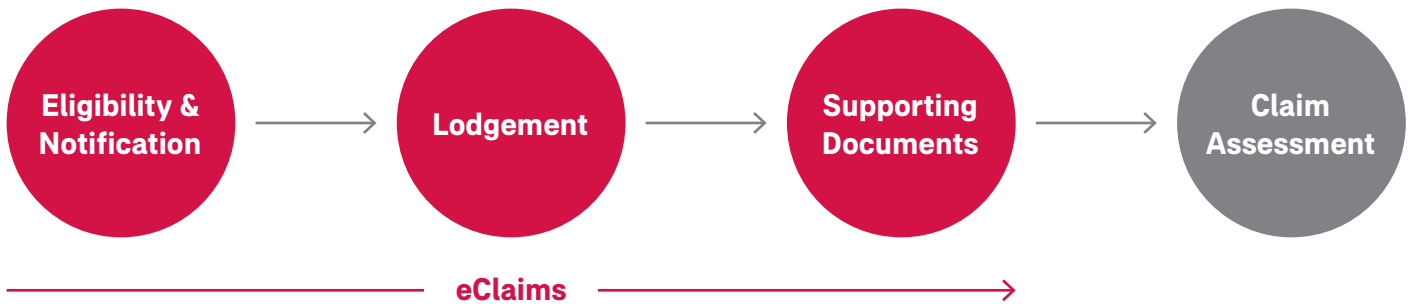 Eligibility &
Notification
Lodgement
Supporting
Documents
Claim
Assessment
eClaims